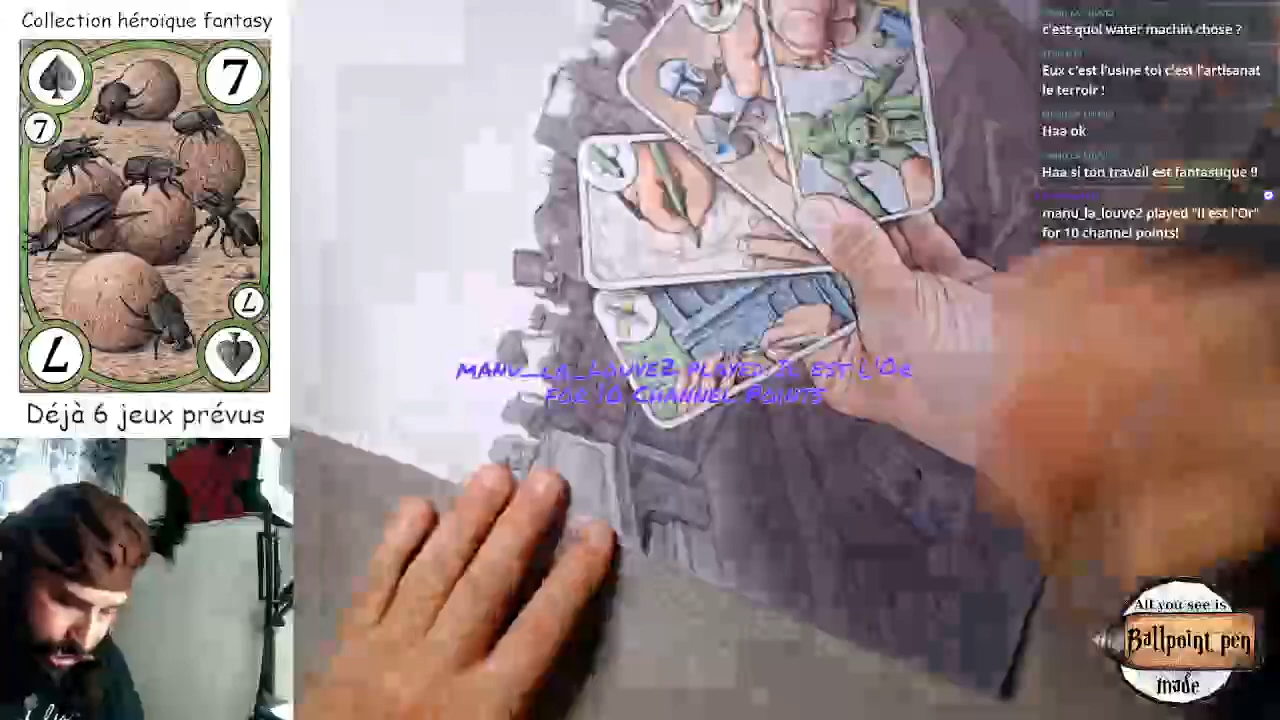 Collection héroïque fantasy
7
7
7
7
Déjà 6 jeux prévus
c'est quoi water machin chose ?
Eux c'est l'usine toi c'est l'artisanat
le terroir !
Haa ok
Haa si ton travail est fantastique !!
manu_la_louve2 played "Il est l'Or"
for 10 channel points!
manu_la_louve2 played Il est l'Or
for 10 Channel Points
All you see is
Ballpoint pen
made